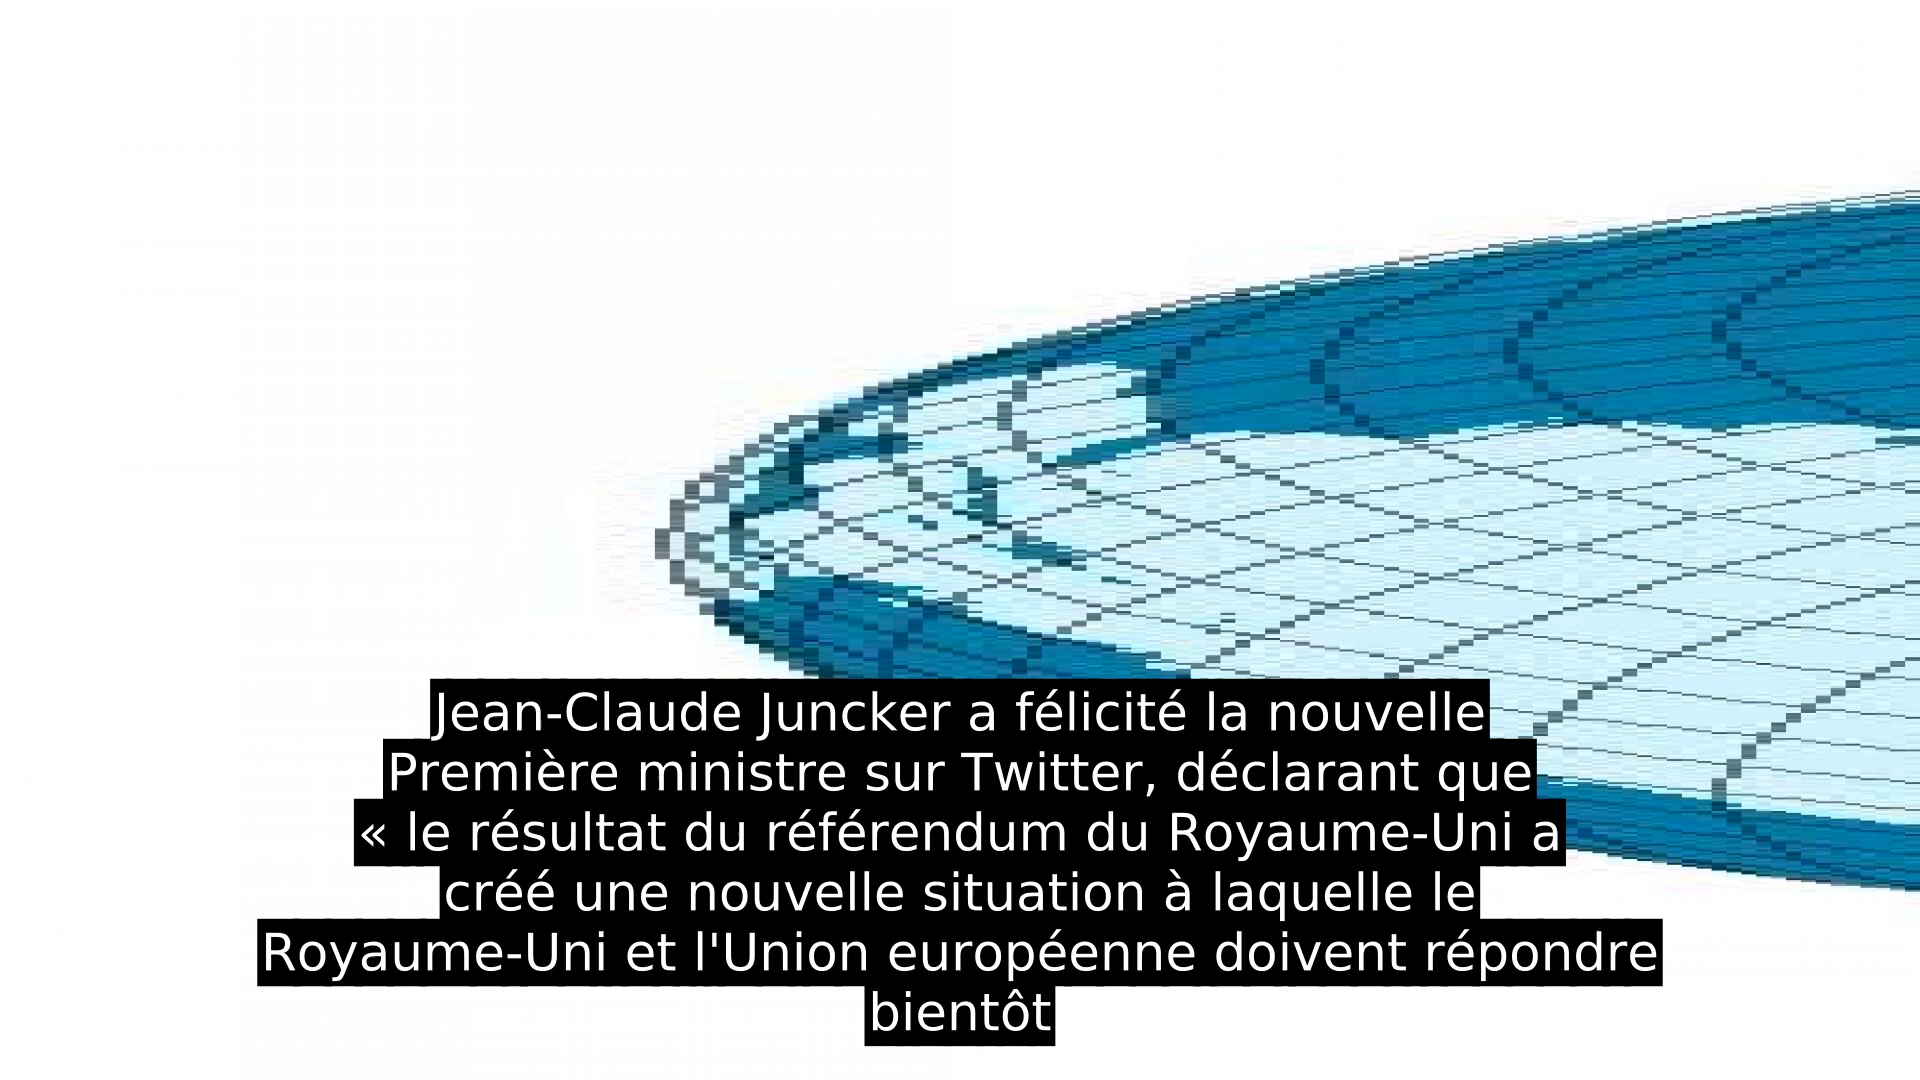 Jean-Claude Juncker a félicité la nouvelle
Première ministre sur Twitter, déclarant que
« le résultat du référendum du Royaume-Uni a
créé une nouvelle situation à laquelle le
Royaume-Uni et l'Union européenne doivent répondre
bientôt